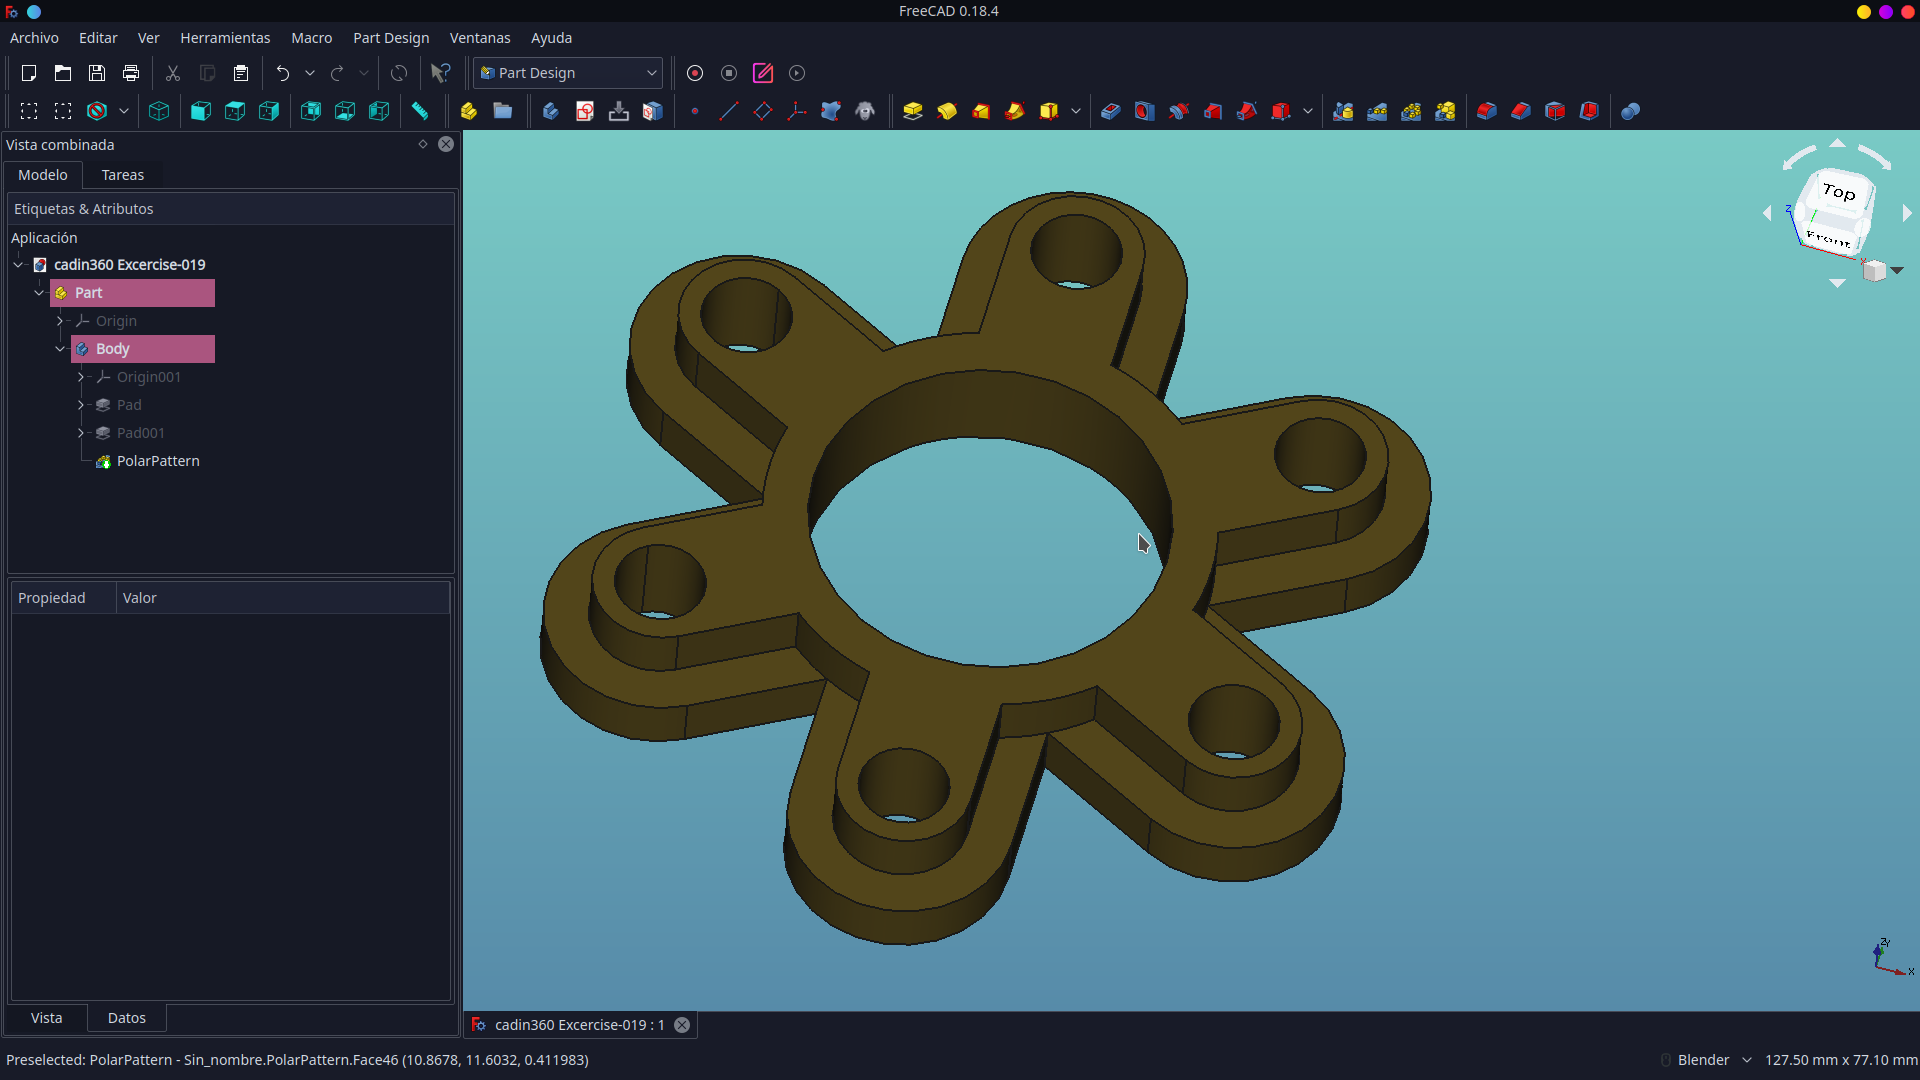 FreeCAD 0.18.4
Archivo Editar Ver Herramientas Macro Part Design Ventanas Ayuda
Part Design
Vista combinada
Modelo Tareas
Etiquetas & Atributos
Aplicación
cadin360 Excercise-019
Part
Origin
Body
Origin001
Pad
Pad001
PolarPattern
Propiedad Valor
Vista Datos
Top
Front
Z
X
Z
Y
X
cadin360 Excercise-019 : 1
Preselected: PolarPattern - Sin_nombre.PolarPattern.Face46 (10.8678, 11.6032, 0.411983)
Blender 127.50 mm x 77.10 mm